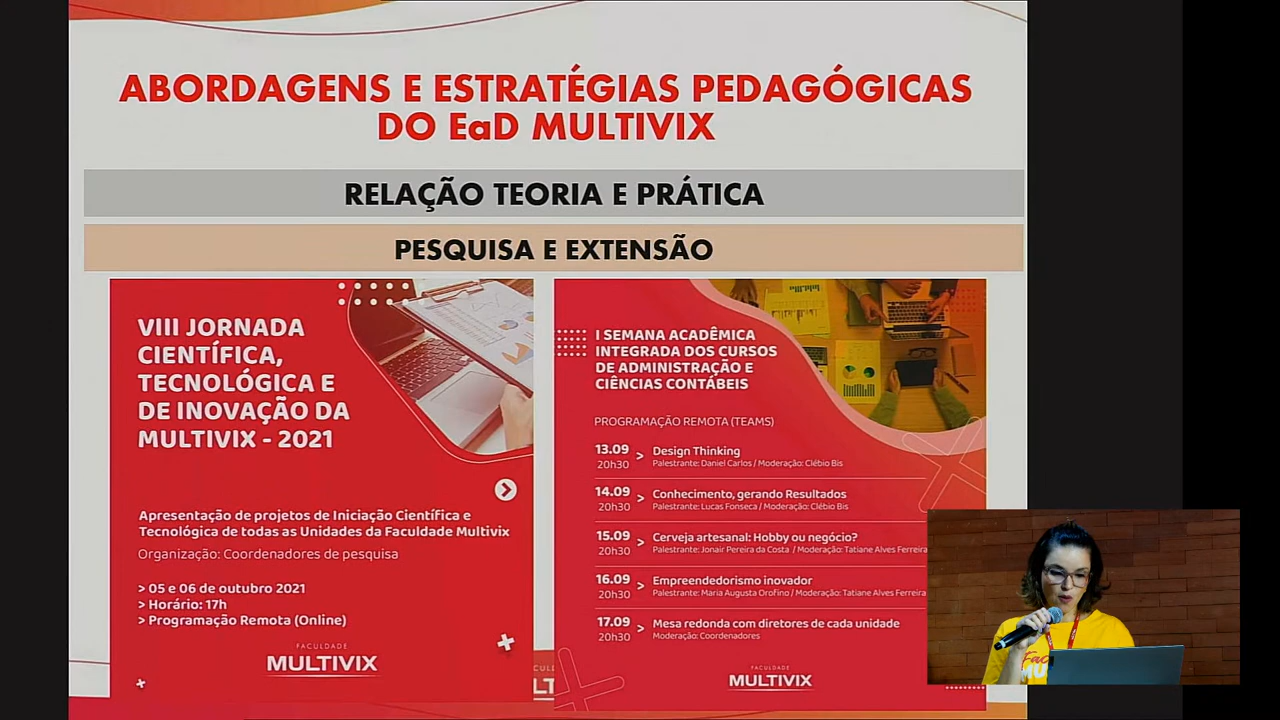 ABORDAGENS E ESTRATÉGIAS PEDAGÓGICAS
DO EaD MULTIVIX
RELAÇÃO TEORIA E PRÁTICA
PESQUISA E EXTENSÃO
VIII JORNADA
CIENTÍFICA,
TECNOLÓGICA E
DE INOVAÇÃO DA
MULTIVIX - 2021
Apresentação de projetos de Iniciação Científica e
Tecnológica de todas as Unidades da Faculdade Multivix
Organização: Coordenadores de pesquisa
> 05 e 06 de outubro 2021
> Horário: 17h
> Programação Remota (Online)
FACULDADE
MULTIVIX
I SEMANA ACADÊMICA
INTEGRADA DOS CURSOS
DE ADMINISTRAÇÃO E
CIÊNCIAS CONTÁBEIS
PROGRAMAÇÃO REMOTA (TEAMS)
13.09 > Design Thinking
20h30 Palestrante: Daniel Carlos / Moderação: Clébio Bis
14.09 > Conhecimento, gerando Resultados
20h30 Palestrante: Lucas Fonseca / Moderação: Clébio Bis
15.09 > Cerveja artesanal: Hobby ou negócio?
20h30 Palestrante: Jonair Pereira da Costa / Moderação: Tatiane Alves Ferreira
16.09 > Empreendedorismo inovador
20h30 Palestrante: Maria Augusta Orofino / Moderação: Tatiane Alves Ferreira
17.09 > Mesa redonda com diretores de cada unidade
20h30 Moderação: Coordenadores
FACULDADE
MULTIVIX